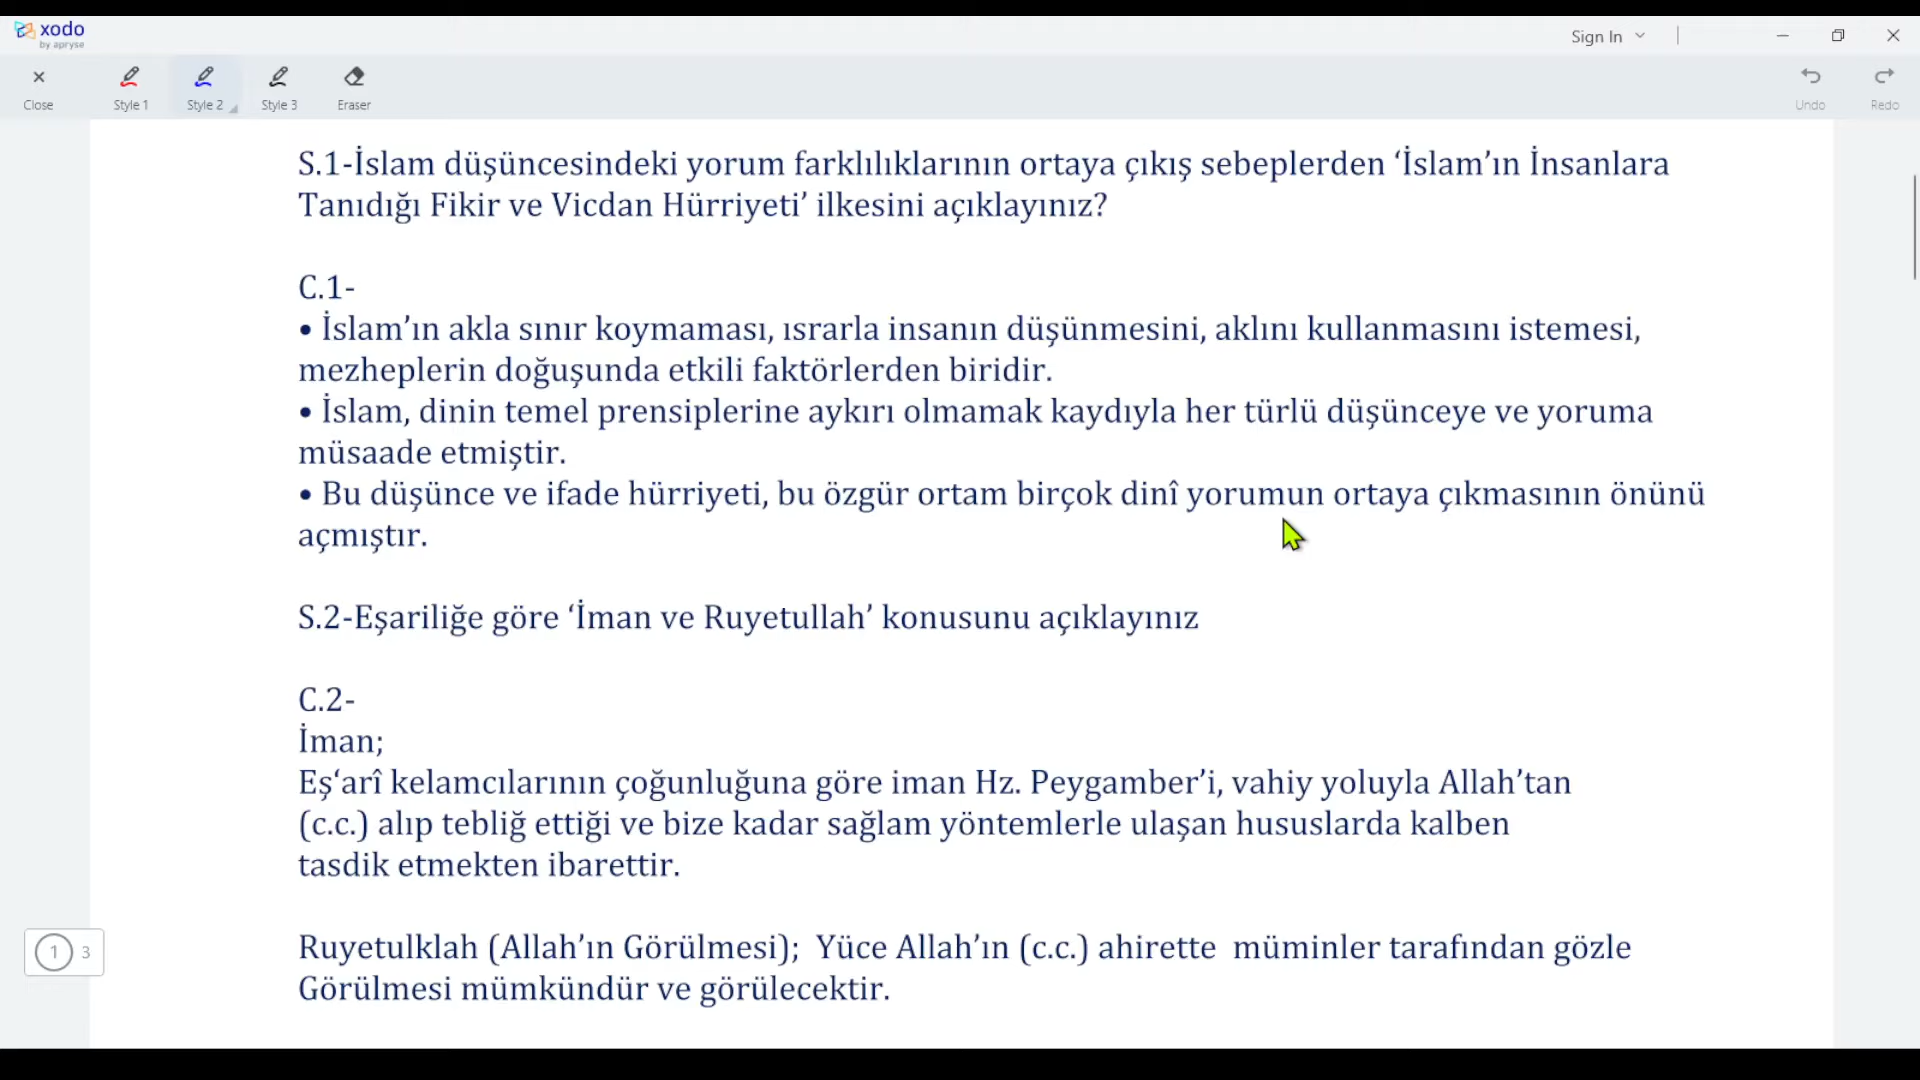 xodo
by apryse
Sign In
Close
Style 1
Style 2
Style 3
Eraser
Undo
Redo
S.1-İslam düşüncesindeki yorum farklılıklarının ortaya çıkış sebeplerden ‘İslam’ın İnsanlara
Tanıdığı Fikir ve Vicdan Hürriyeti’ ilkesini açıklayınız?
C.1-
• İslam’ın akla sınır koymaması, ısrarla insanın düşünmesini, aklını kullanmasını istemesi,
mezheplerin doğuşunda etkili faktörlerden biridir.
• İslam, dinin temel prensiplerine aykırı olmamak kaydıyla her türlü düşünceye ve yoruma
müsaade etmiştir.
• Bu düşünce ve ifade hürriyeti, bu özgür ortam birçok dinî yorumun ortaya çıkmasının önünü
açmıştır.
S.2-Eşariliğe göre ‘İman ve Ruyetullah’ konusunu açıklayınız
C.2-
İman;
Eş‘arî kelamcılarının çoğunluğuna göre iman Hz. Peygamber’i, vahiy yoluyla Allah’tan
(c.c.) alıp tebliğ ettiği ve bize kadar sağlam yöntemlerle ulaşan hususlarda kalben
tasdik etmekten ibarettir.
Ruyetulklah (Allah’ın Görülmesi);  Yüce Allah’ın (c.c.) ahirette  müminler tarafından gözle
Görülmesi mümkündür ve görülecektir.
1 3